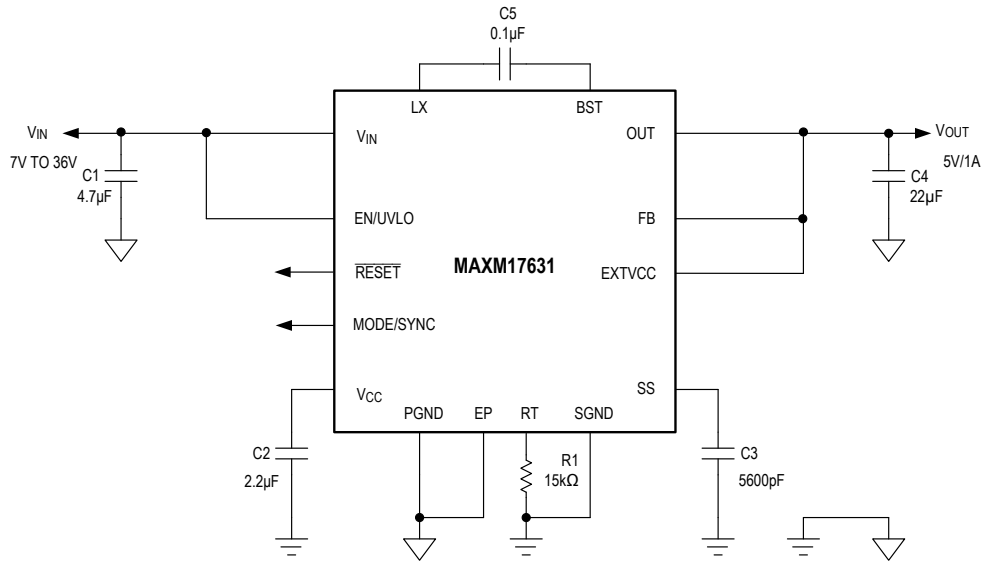 C5
0.1µF
LX
BST
VIN
7V TO 36V
C1
4.7µF
VIN
OUT
VOUT
5V/1A
C4
22µF
EN/UVLO
FB
MAXM17631
RESET
EXTVCC
MODE/SYNC
VCC
SS
PGND
EP
RT
SGND
C2
2.2µF
R1
15kΩ
C3
5600pF